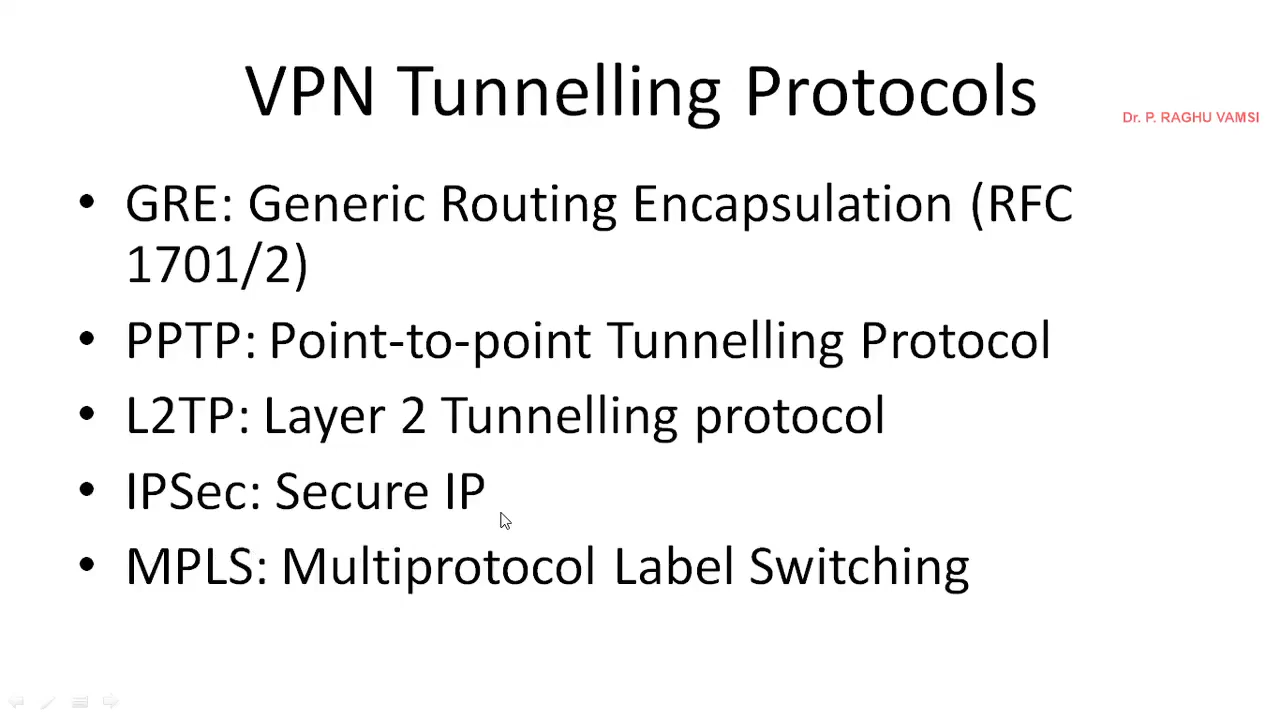 VPN Tunnelling Protocols
Dr. P. RAGHU VAMSI
• GRE: Generic Routing Encapsulation (RFC
1701/2)
• PPTP: Point-to-point Tunnelling Protocol
• L2TP: Layer 2 Tunnelling protocol
• IPSec: Secure IP
• MPLS: Multiprotocol Label Switching